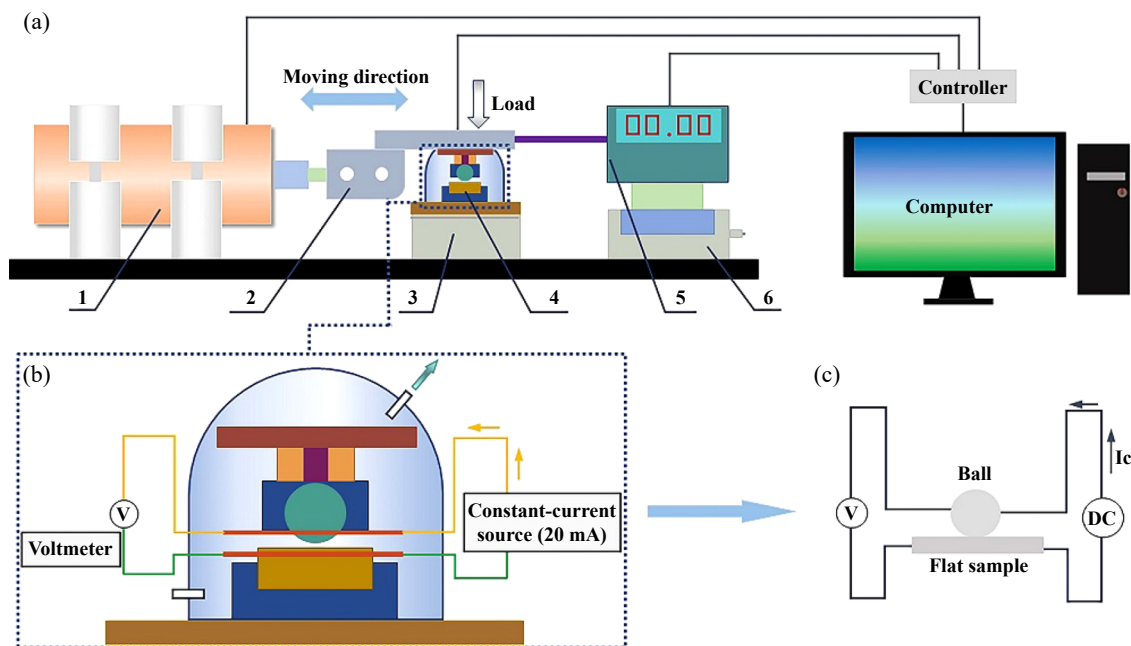 (a)
Moving direction
Load
00.00
Controller
Computer
1
2
3
4
5
6
(b)
V
Voltmeter
Constant-current
source (20 mA)
(c)
Ic
Ball
V
DC
Flat sample